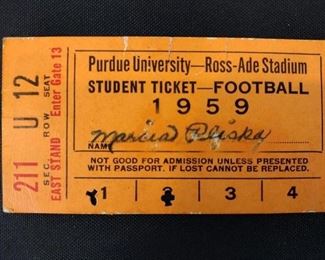 211 U 12
SEC. ROW SEAT
EAST STAND Enter Gate 13
Purdue University—Ross-Ade Stadium
STUDENT TICKET—FOOTBALL
1959
Marcia
NAME
NOT GOOD FOR ADMISSION UNLESS PRESENTED
WITH PASSPORT. IF LOST CANNOT BE REPLACED.
1 2 3 4